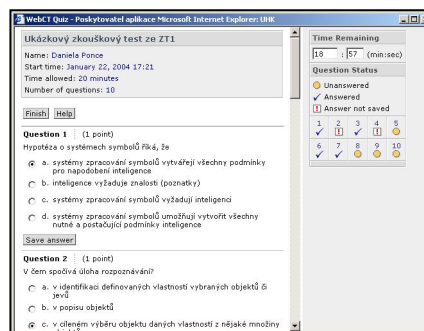 WebCT Quiz - Poskytovatel aplikace Microsoft Internet Explorer: UHK
Ukázkový zkouškový test ze ZT1
Name: Daniela Ponce
Start time: January 22, 2004 17:21
Time allowed: 20 minutes
Number of questions: 10
Finish Help
Question 1 (1 point)
Hypotéza o systémech symbolů říká, že
a. systémy zpracování symbolů vytvářejí všechny podmínky
pro napodobení inteligence
b. inteligence vyžaduje znalosti (poznatky)
c. systémy zpracování symbolů vyžadují inteligenci
d. systémy zpracování symbolů umožňují vytvořit všechny
nutné a postačující podmínky inteligence
Save answer
Question 2 (1 point)
V čem spočívá úloha rozpoznávání?
a. v identifikaci definovaných vlastností vybraných objektů či
jevů
b. v popisu objektů
c. v cíleném výběru objektu daných vlastností z nějaké množiny
Time Remaining
18 : 57 (min:sec)
Question Status
Unanswered
Answered
Answer not saved
1 2 3 4 5
6 7 8 9 10